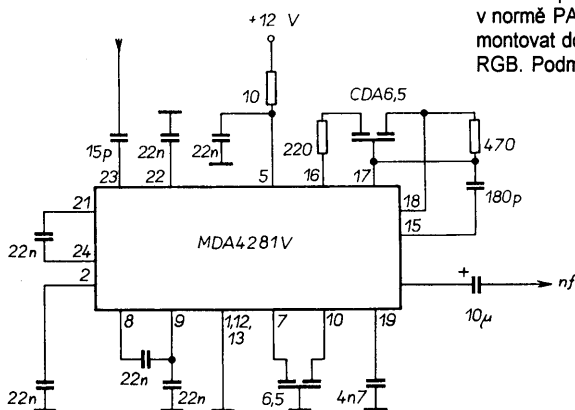 v normě PA
montovat do
RGB. Podm
+12 V
10
CDA6,5
15p
22n
22n
220
470
180p
23
22
5
16
17
18
15
21
24
2
22n
MDA4281V
+
10μ
nf
8
9
1,12,
13
7
10
19
22n
22n
22n
6,5
4n7